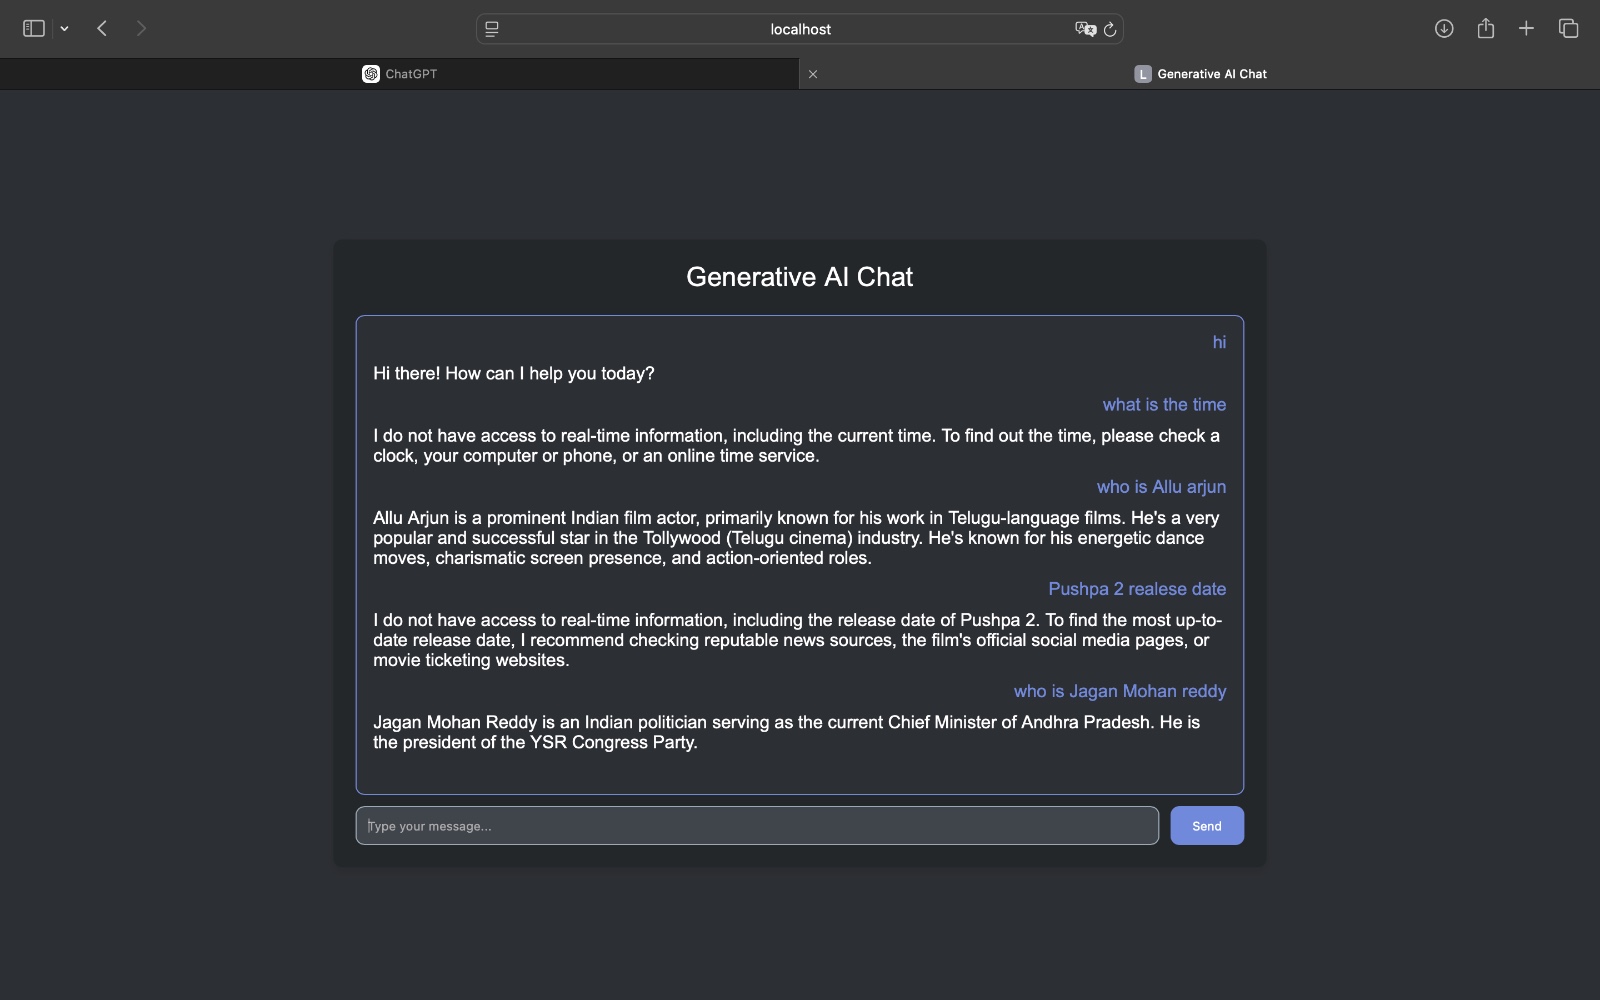 localhost
ChatGPT
L Generative AI Chat
Generative AI Chat
hi
Hi there! How can I help you today?
what is the time
I do not have access to real-time information, including the current time. To find out the time, please check a
clock, your computer or phone, or an online time service.
who is Allu arjun
Allu Arjun is a prominent Indian film actor, primarily known for his work in Telugu-language films. He's a very
popular and successful star in the Tollywood (Telugu cinema) industry. He's known for his energetic dance
moves, charismatic screen presence, and action-oriented roles.
Pushpa 2 realese date
I do not have access to real-time information, including the release date of Pushpa 2. To find the most up-to-
date release date, I recommend checking reputable news sources, the film's official social media pages, or
movie ticketing websites.
who is Jagan Mohan reddy
Jagan Mohan Reddy is an Indian politician serving as the current Chief Minister of Andhra Pradesh. He is
the president of the YSR Congress Party.
Type your message...
Send